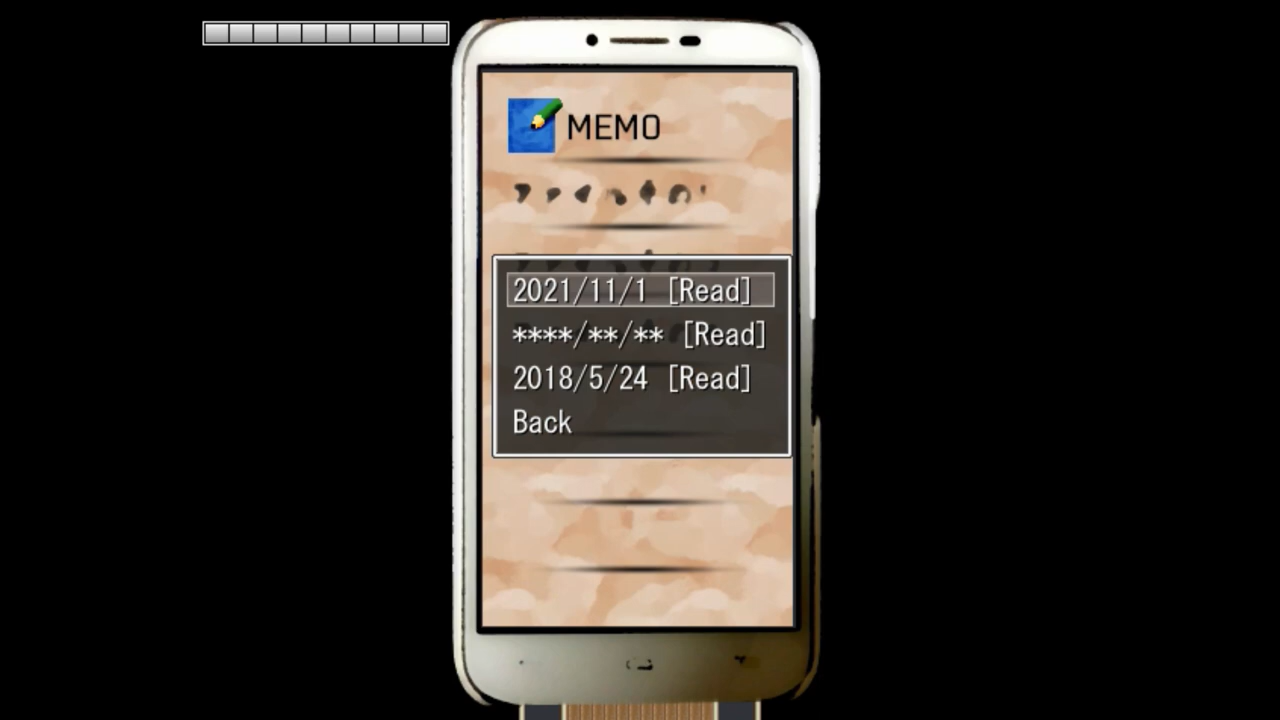 MEMO
2021/11/1 [Read]
****/**/** [Read]
2018/5/24 [Read]
Back